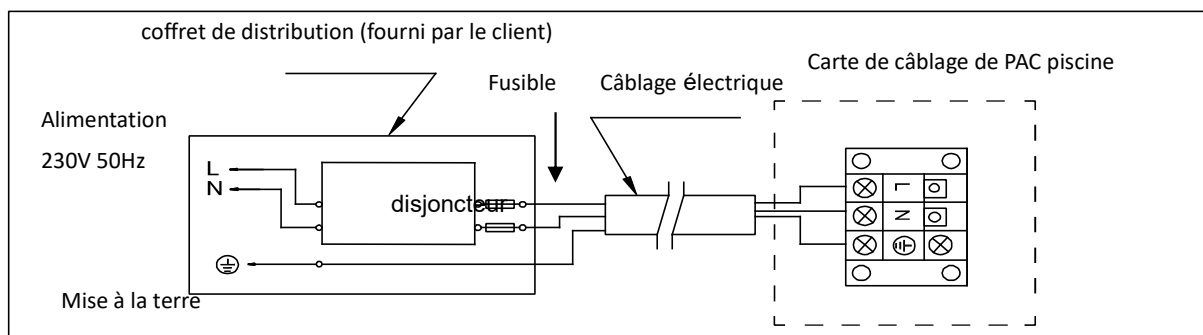 coffret de distribution (fourni par le client)
Carte de câblage de PAC piscine
Fusible
Câblage électrique
Alimentation
230V 50Hz
L
N
disjoncteur
L
N
Mise à la terre